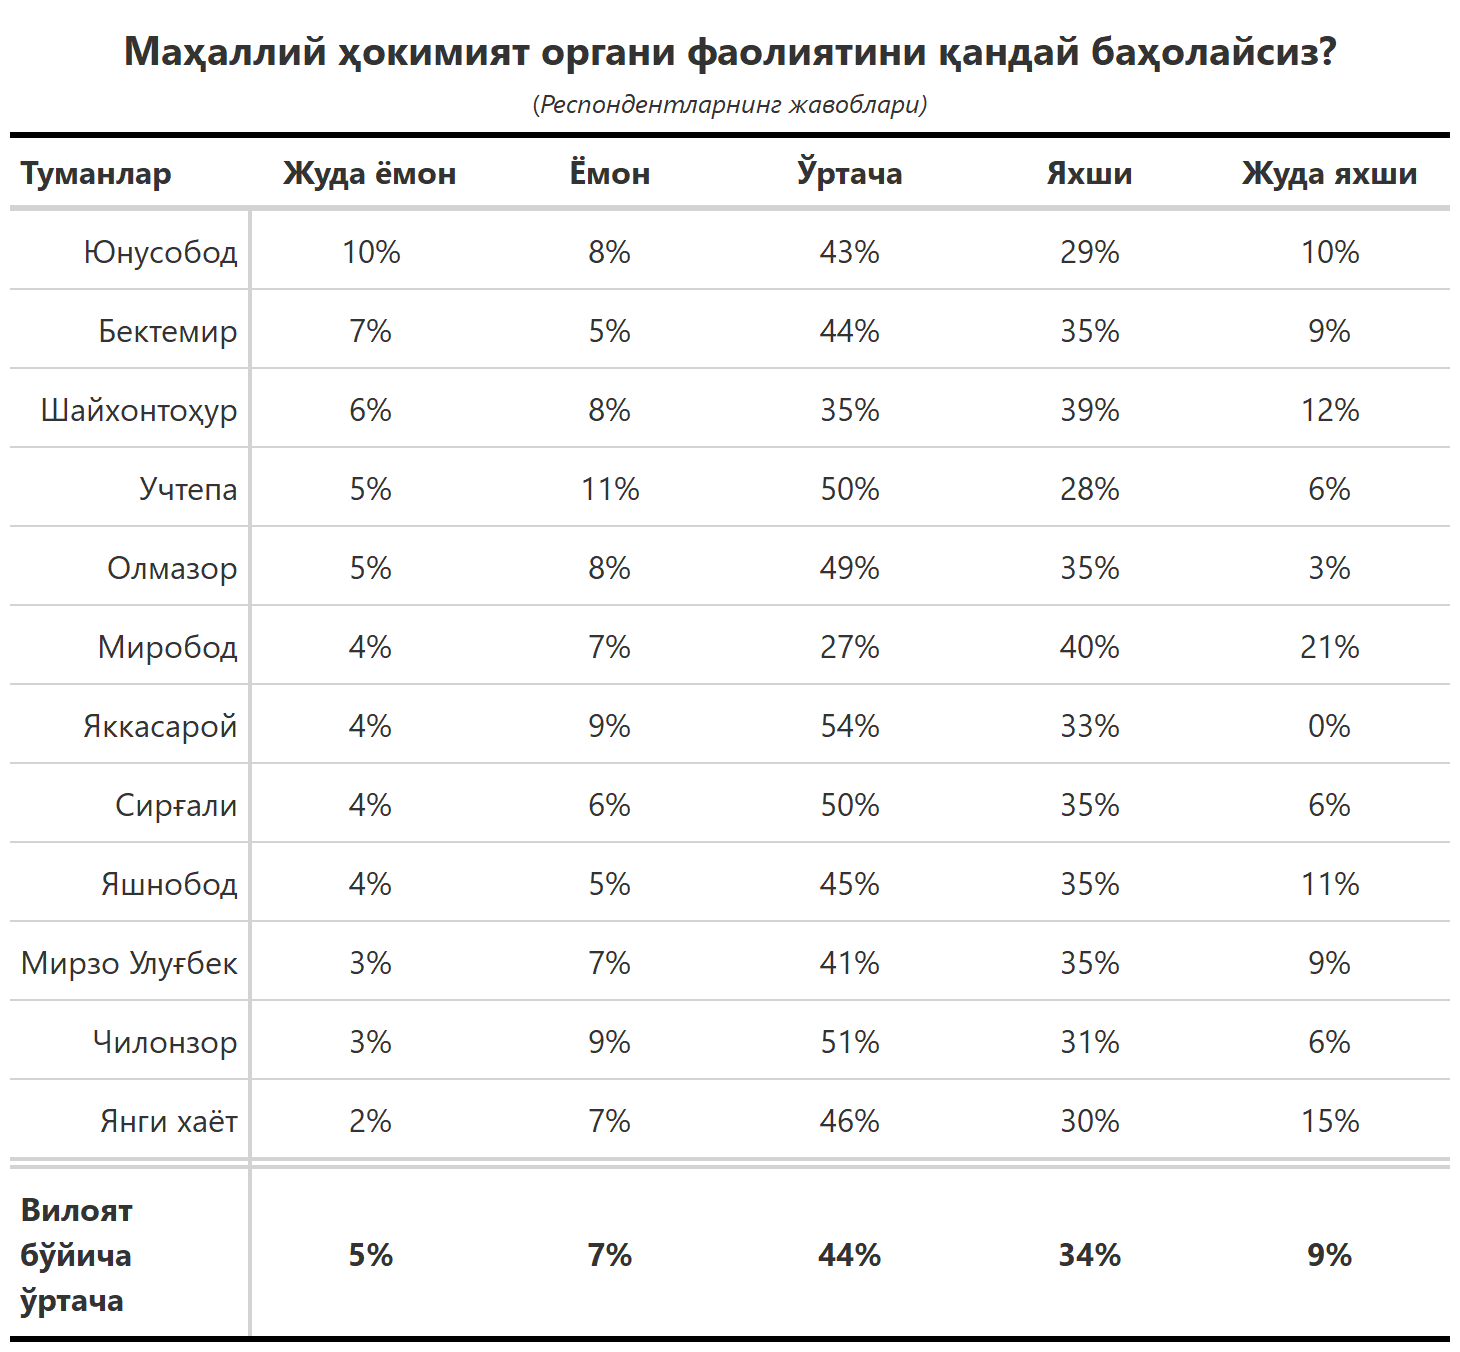 Маҳаллий ҳокимият органи фаолиятини қандай баҳолайсиз?
(Респондентларнинг жавоблари)
Туманлар Жуда ёмон Ёмон Ўртача Яхши Жуда яхши
Юнусобод 10% 8% 43% 29% 10%
Бектемир 7% 5% 44% 35% 9%
Шайхонтоҳур 6% 8% 35% 39% 12%
Учтепа 5% 11% 50% 28% 6%
Олмазор 5% 8% 49% 35% 3%
Миробод 4% 7% 27% 40% 21%
Яккасарой 4% 9% 54% 33% 0%
Сирғали 4% 6% 50% 35% 6%
Яшнобод 4% 5% 45% 35% 11%
Мирзо Улуғбек 3% 7% 41% 35% 9%
Чилонзор 3% 9% 51% 31% 6%
Янги хаёт 2% 7% 46% 30% 15%
Вилоят
бўйича 5% 7% 44% 34% 9%
ўртача